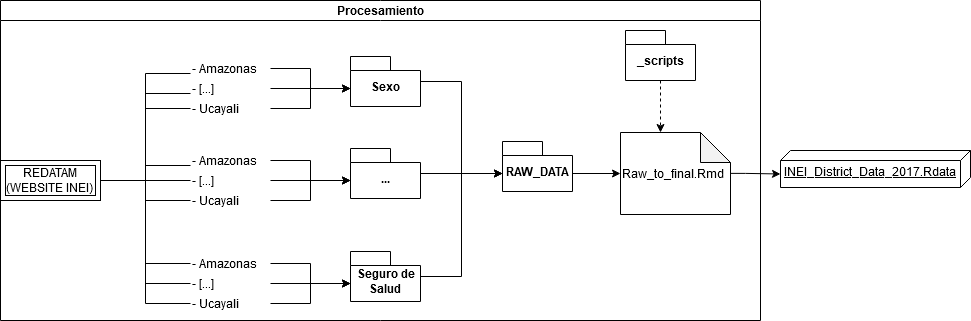 Procesamiento
_scripts
- Amazonas
- [...]
- Ucayali
Sexo
REDATAM
(WEBSITE INEI)
- Amazonas
- [...]
- Ucayali
...
RAW_DATA
Raw_to_final.Rmd
INEI_District_Data_2017.Rdata
- Amazonas
- [...]
- Ucayali
Seguro de
Salud